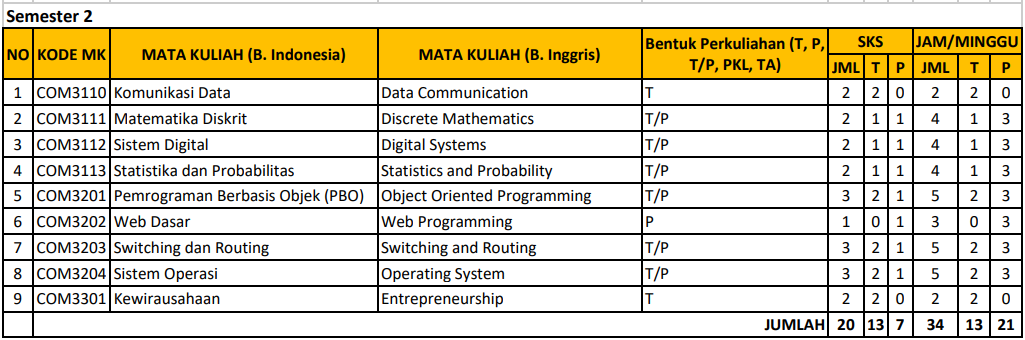 Semester 2
NO KODE MK MATA KULIAH (B. Indonesia) MATA KULIAH (B. Inggris) Bentuk Perkuliahan (T, P, T/P, PKL, TA) SKS JAM/MINGGU
JML T P JML T P
1 COM3110 Komunikasi Data Data Communication T 2 2 0 2 2 0
2 COM3111 Matematika Diskrit Discrete Mathematics T/P 2 1 1 4 1 3
3 COM3112 Sistem Digital Digital Systems T/P 2 1 1 4 1 3
4 COM3113 Statistika dan Probabilitas Statistics and Probability T/P 2 1 1 4 1 3
5 COM3201 Pemrograman Berbasis Objek (PBO) Object Oriented Programming T/P 3 2 1 5 2 3
6 COM3202 Web Dasar Web Programming P 1 0 1 3 0 3
7 COM3203 Switching dan Routing Switching and Routing T/P 3 2 1 5 2 3
8 COM3204 Sistem Operasi Operating System T/P 3 2 1 5 2 3
9 COM3301 Kewirausahaan Entrepreneurship T 2 2 0 2 2 0
JUMLAH 20 13 7 34 13 21